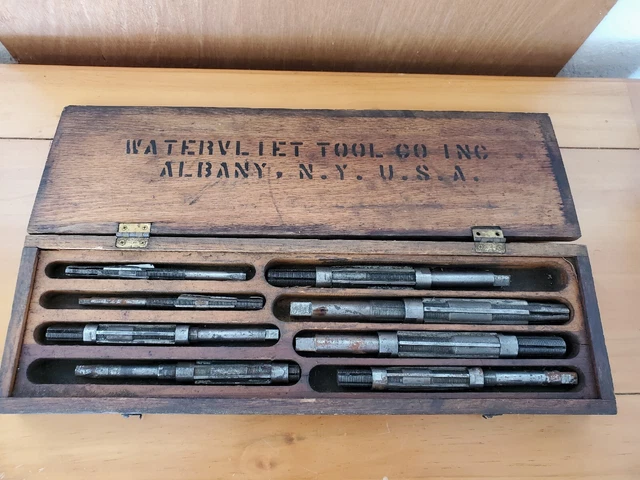 WATERVLIET TOOL CO INC
ALBANY, N.Y. U.S.A.